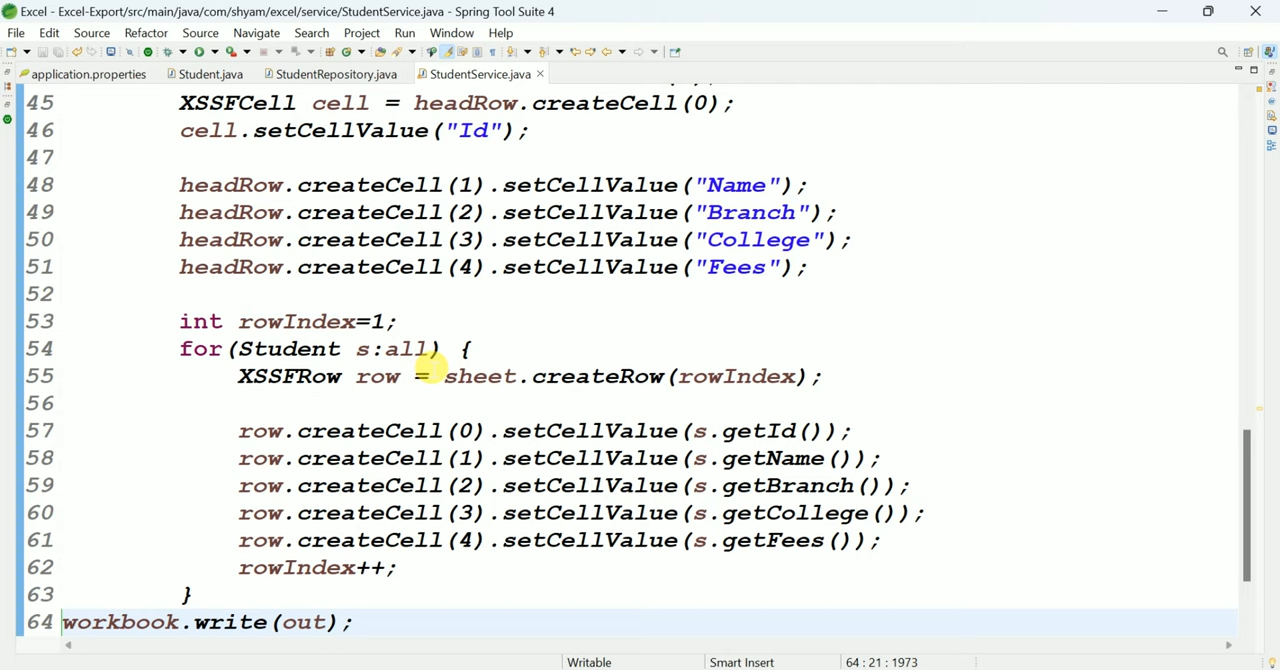 Excel - Excel-Export/src/main/java/com/shyam/excel/service/StudentService.java - Spring Tool Suite 4
File Edit Source Refactor Source Navigate Search Project Run Window Help
application.properties Student.java StudentRepository.java StudentService.java
45 XSSFCell cell = headRow.createCell(0);
46 cell.setCellValue("Id");
47
48 headRow.createCell(1).setCellValue("Name");
49 headRow.createCell(2).setCellValue("Branch");
50 headRow.createCell(3).setCellValue("College");
51 headRow.createCell(4).setCellValue("Fees");
52
53 int rowIndex=1;
54 for(Student s:all) {
55 XSSFRow row = sheet.createRow(rowIndex);
56
57 row.createCell(0).setCellValue(s.getId());
58 row.createCell(1).setCellValue(s.getName());
59 row.createCell(2).setCellValue(s.getBranch());
60 row.createCell(3).setCellValue(s.getCollege());
61 row.createCell(4).setCellValue(s.getFees());
62 rowIndex++;
63 }
64 workbook.write(out);
Writable Smart Insert 64 : 21 : 1973